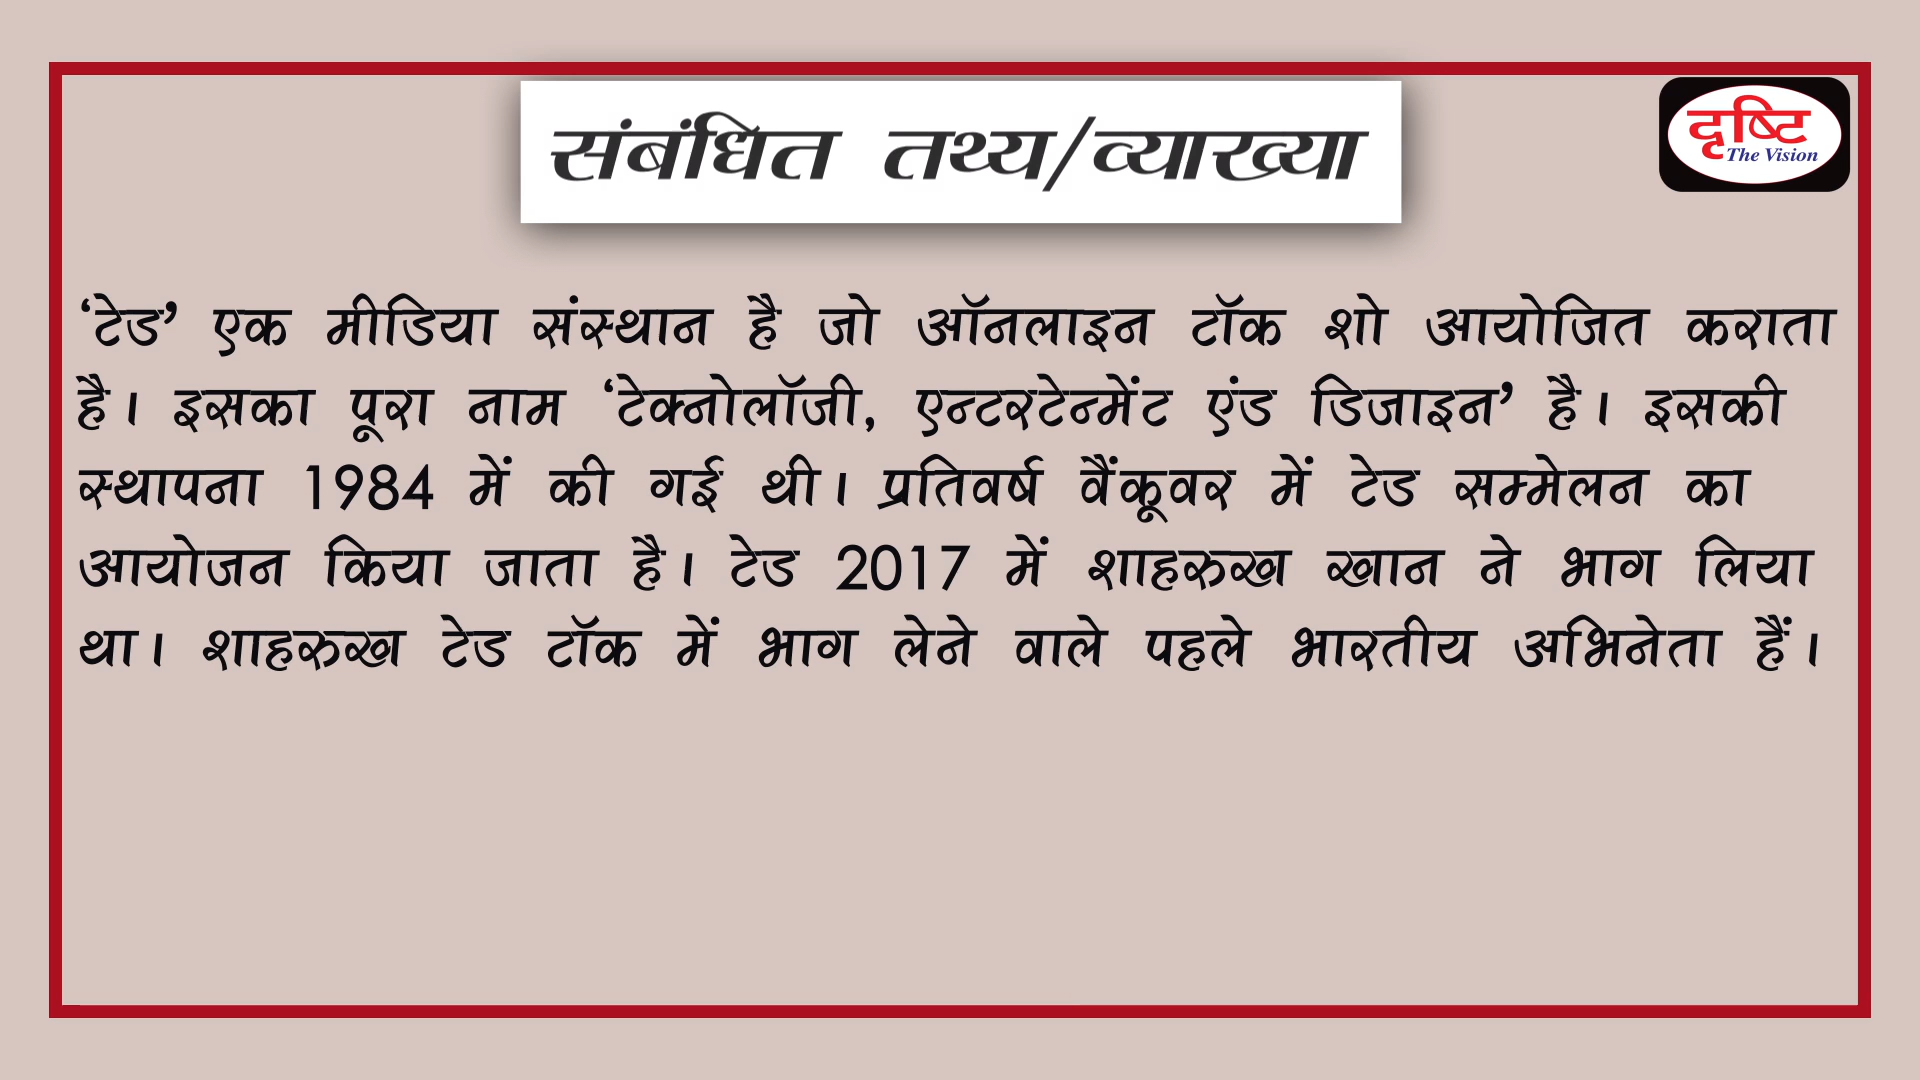 संबंधित तथ्य/व्याख्या
दृष्टि
The Vision
‘टेड’ एक मीडिया संस्थान है जो ऑनलाइन टॉक शो आयोजित कराता
है। इसका पूरा नाम ‘टेक्नोलॉजी, एन्टरटेन्मेंट एंड डिजाइन’ है। इसकी
स्थापना 1984 में की गई थी। प्रतिवर्ष वैंकूवर में टेड सम्मेलन का
आयोजन किया जाता है। टेड 2017 में शाहरुख खान ने भाग लिया
था। शाहरुख टेड टॉक में भाग लेने वाले पहले भारतीय अभिनेता हैं।